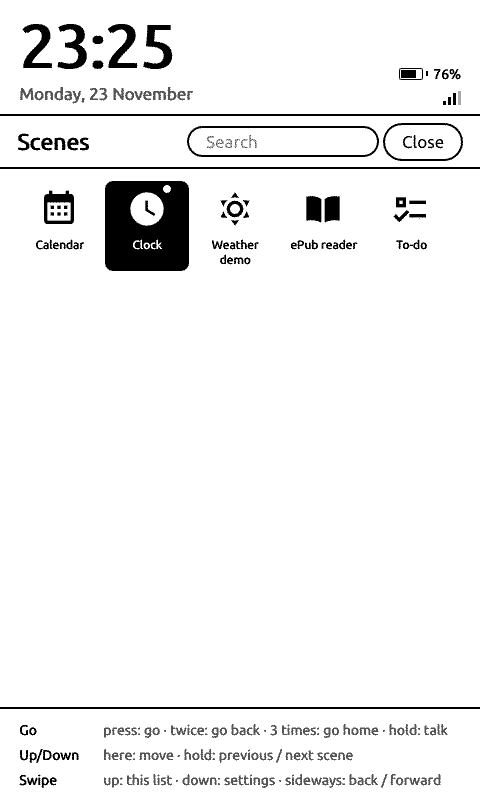 23:25
76%
Monday, 23 November
Scenes
Search
Close
Calendar
Clock
Weather
demo
ePub reader
To-do
Go press: go · twice: go back · 3 times: go home · hold: talk
Up/Down here: move · hold: previous / next scene
Swipe up: this list · down: settings · sideways: back / forward